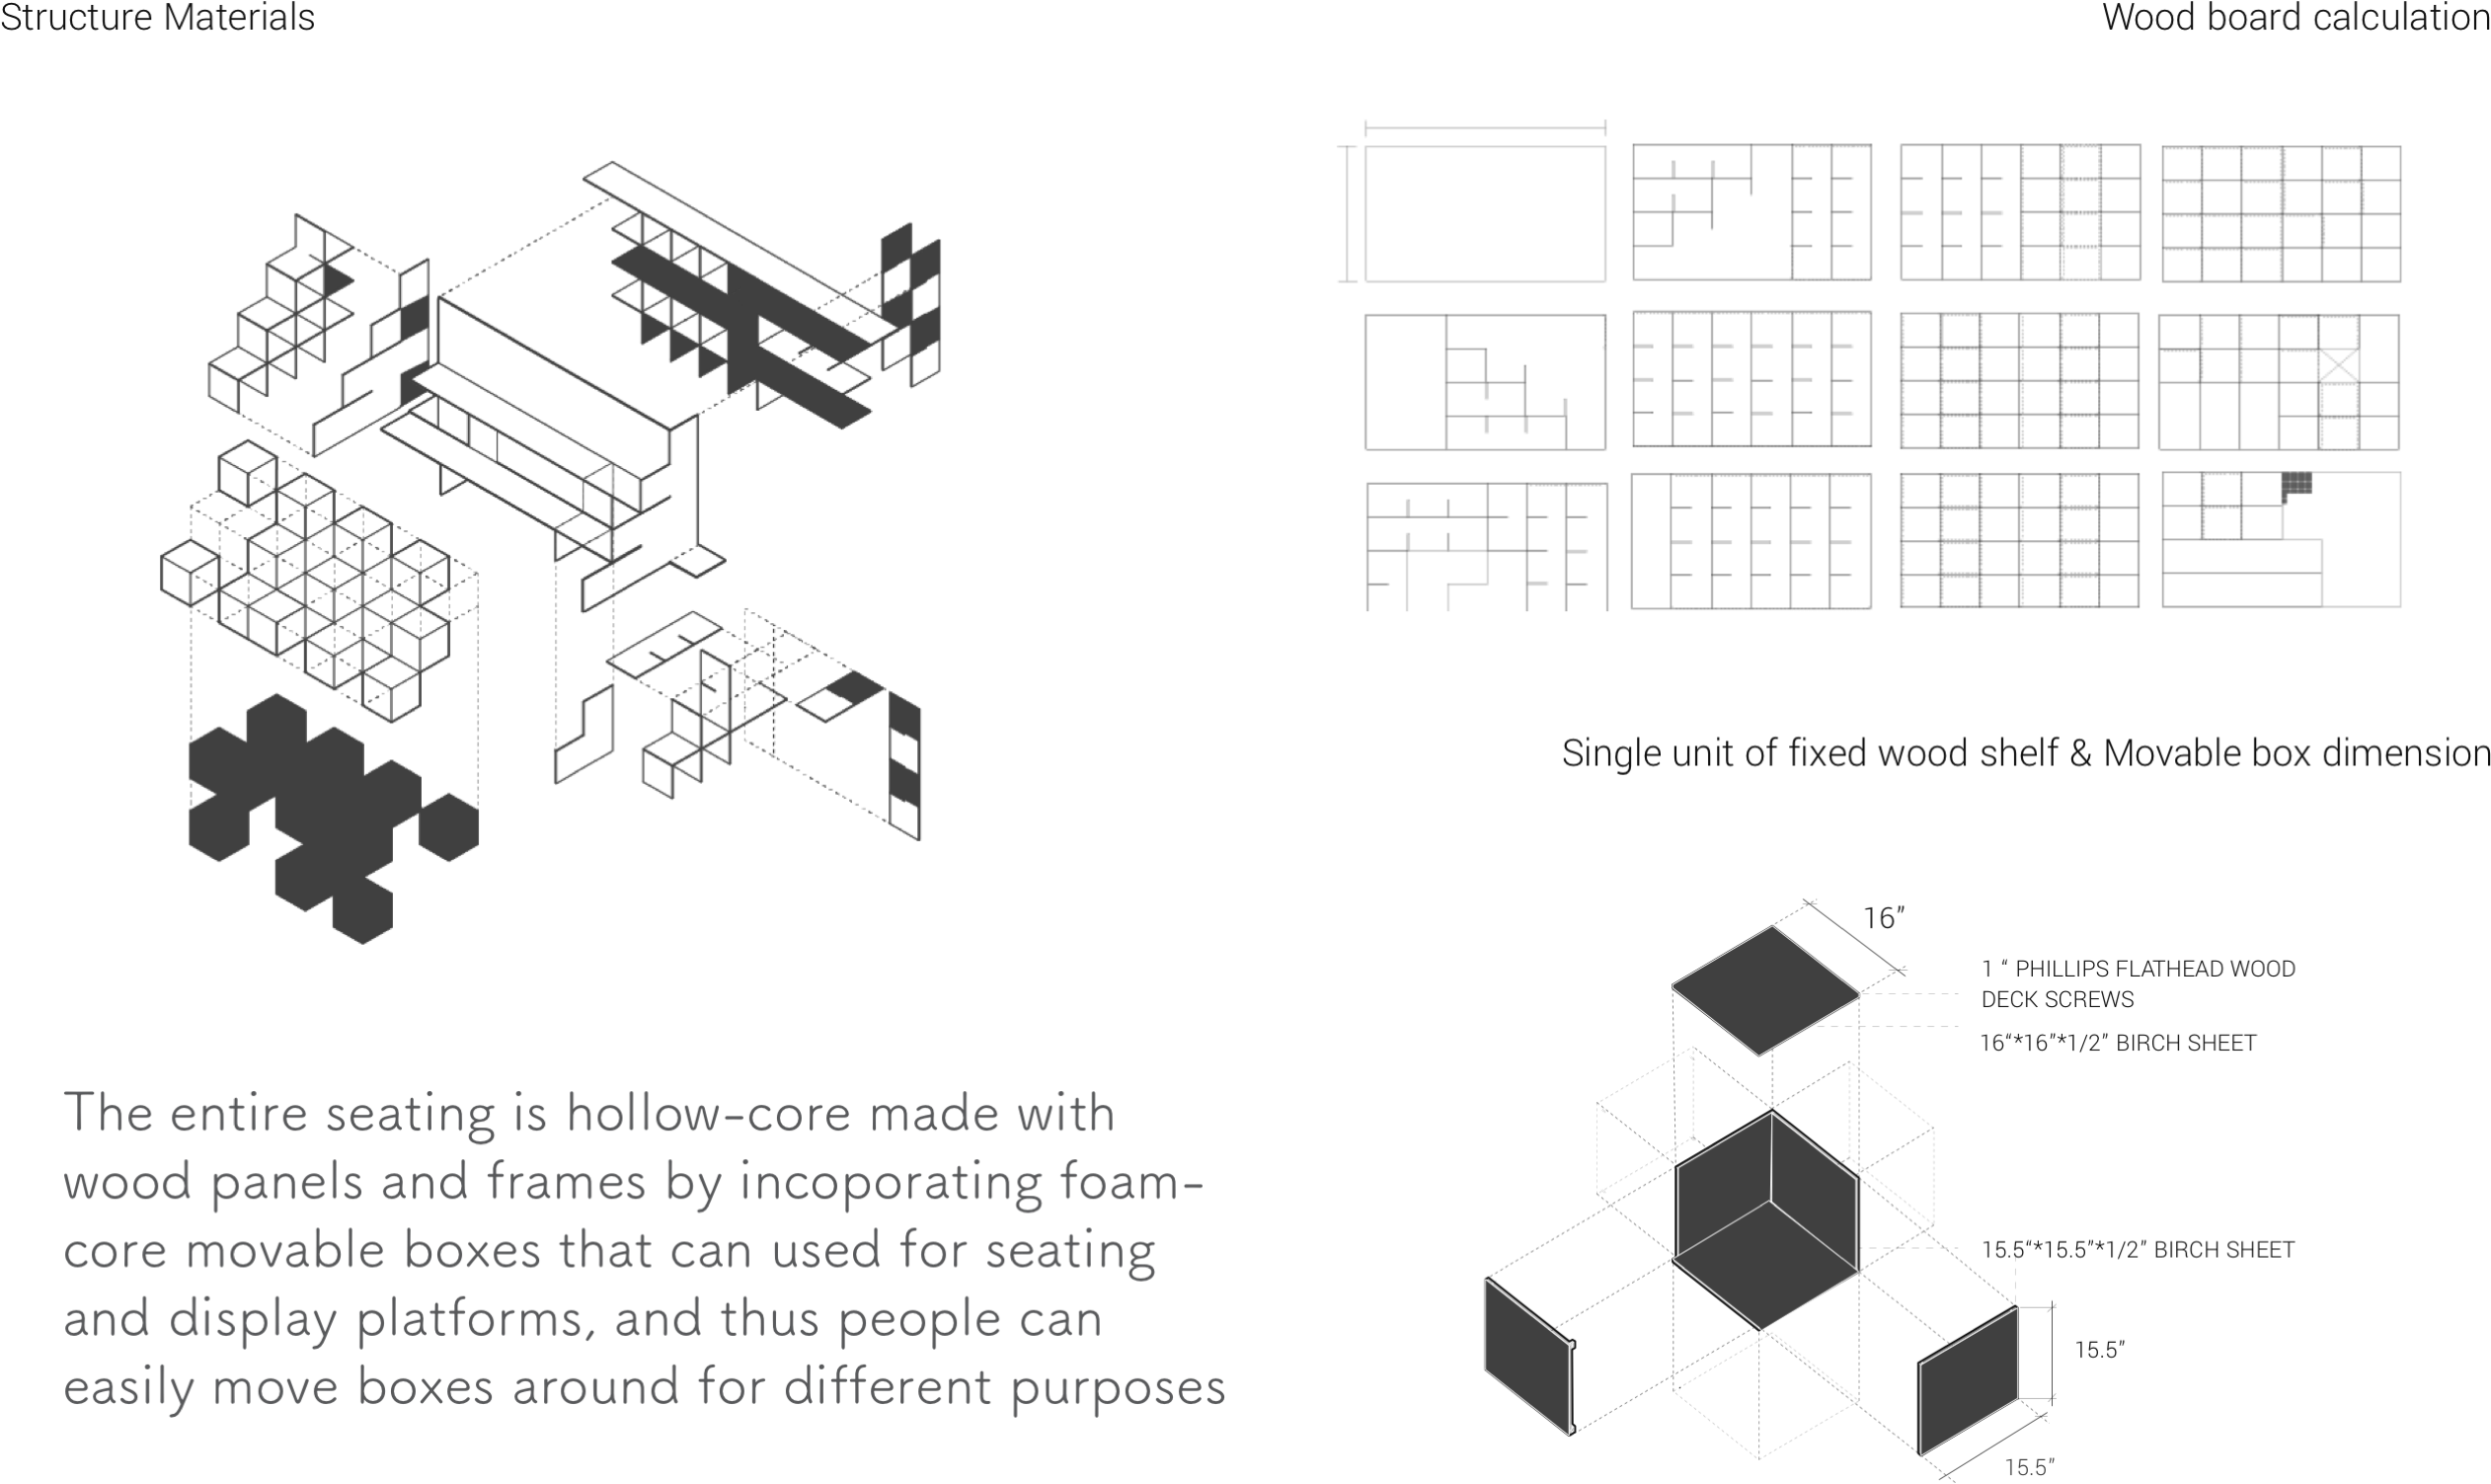 Structure Materials
Wood board calculation
Single unit of fixed wood shelf & Movable box dimension
16”
1 “ PHILLIPS FLATHEAD WOOD
DECK SCREWS
16“*16”*1/2” BIRCH SHEET
15.5“*15.5”*1/2” BIRCH SHEET
15.5”
15.5”
The entire seating is hollow-core made with
wood panels and frames by incoporating foam-
core movable boxes that can used for seating
and display platforms, and thus people can
easily move boxes around for different purposes